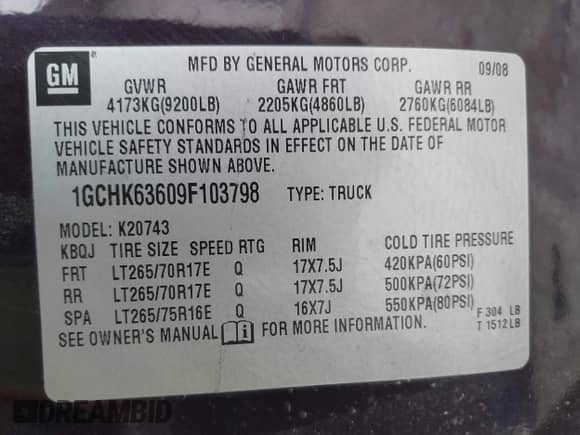 GM
MFD BY GENERAL MOTORS CORP. 09/08
GVWR GAWR FRT GAWR RR
4173KG(9200LB) 2205KG(4860LB) 2760KG(6084LB)
THIS VEHICLE CONFORMS TO ALL APPLICABLE U.S. FEDERAL MOTOR
VEHICLE SAFETY STANDARDS IN EFFECT ON THE DATE OF
MANUFACTURE SHOWN ABOVE.
1GCHK63609F103798 TYPE: TRUCK
MODEL: K20743
KBQJ TIRE SIZE SPEED RTG RIM COLD TIRE PRESSURE
FRT LT265/70R17E Q 17X7.5J 420KPA(60PSI)
RR LT265/70R17E Q 17X7.5J 500KPA(72PSI)
SPA LT265/75R16E Q 16X7J 550KPA(80PSI)
F 304 LB
SEE OWNER'S MANUAL i FOR MORE INFORMATION. T 1512 LB
DREAMBID